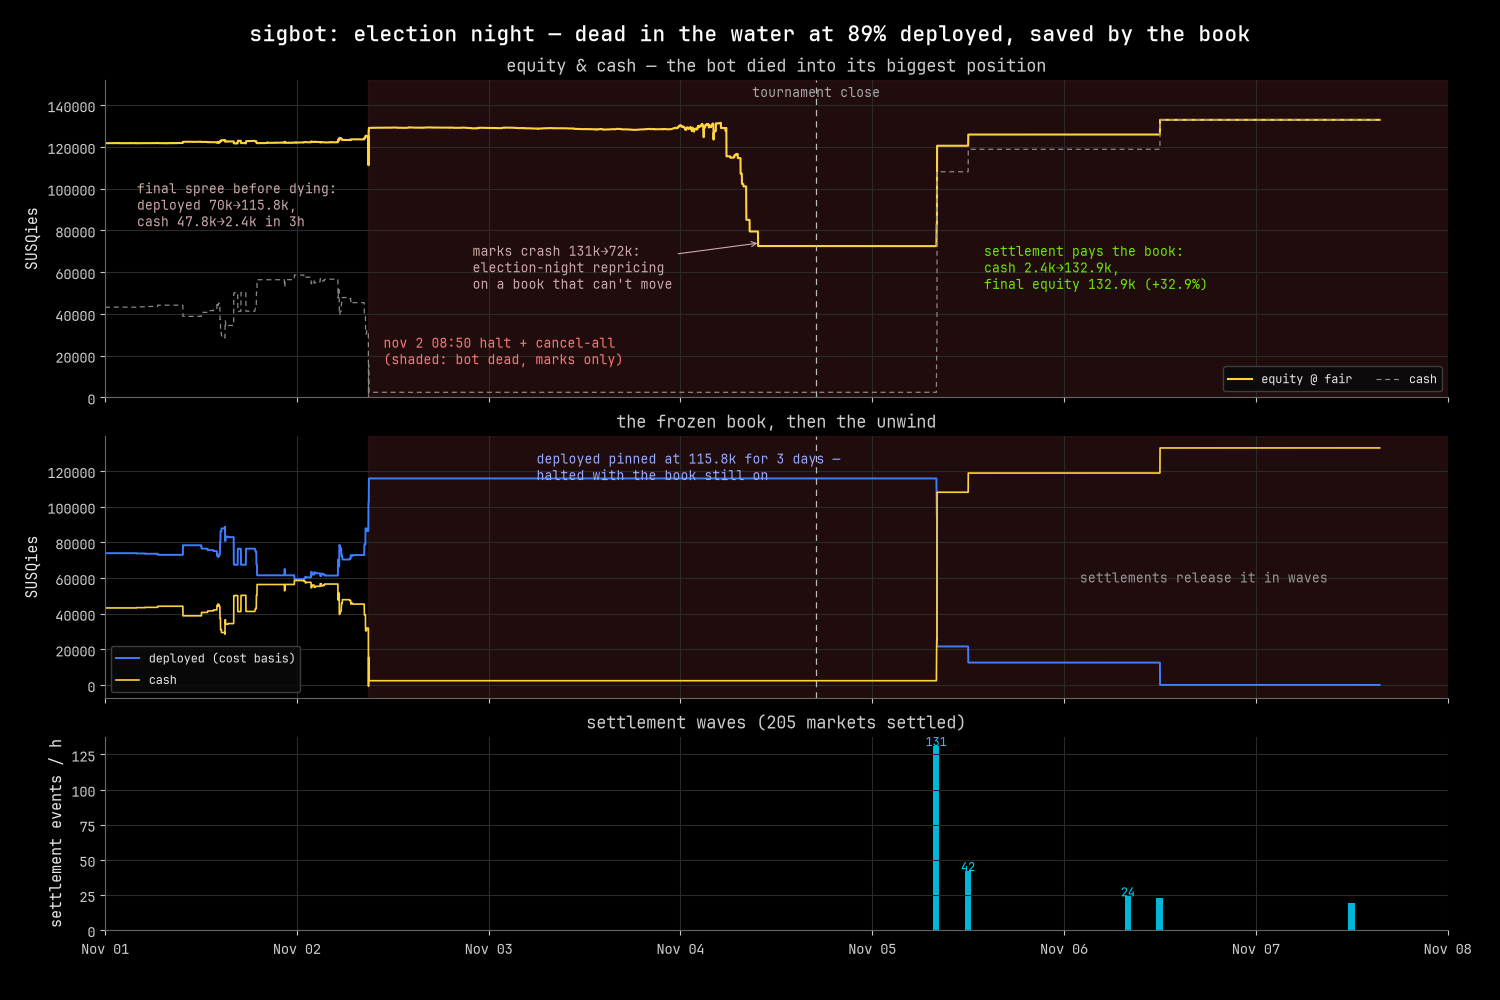 sigbot: election night — dead in the water at 89% deployed, saved by the book
equity & cash — the bot died into its biggest position
tournament close
140000
120000
100000
80000
60000
40000
20000
0
SUSQies
final spree before dying:
deployed 70k→115.8k,
cash 47.8k→2.4k in 3h
marks crash 131k→72k:
election-night repricing
on a book that can't move
settlement pays the book:
cash 2.4k→132.9k,
final equity 132.9k (+32.9%)
nov 2 08:50 halt + cancel-all
(shaded: bot dead, marks only)
equity @ fair
cash
the frozen book, then the unwind
deployed pinned at 115.8k for 3 days —
halted with the book still on
120000
100000
80000
60000
40000
20000
0
SUSQies
settlements release it in waves
deployed (cost basis)
cash
settlement waves (205 markets settled)
125
100
75
50
25
0
settlement events / h
131
42
24
Nov 01
Nov 02
Nov 03
Nov 04
Nov 05
Nov 06
Nov 07
Nov 08